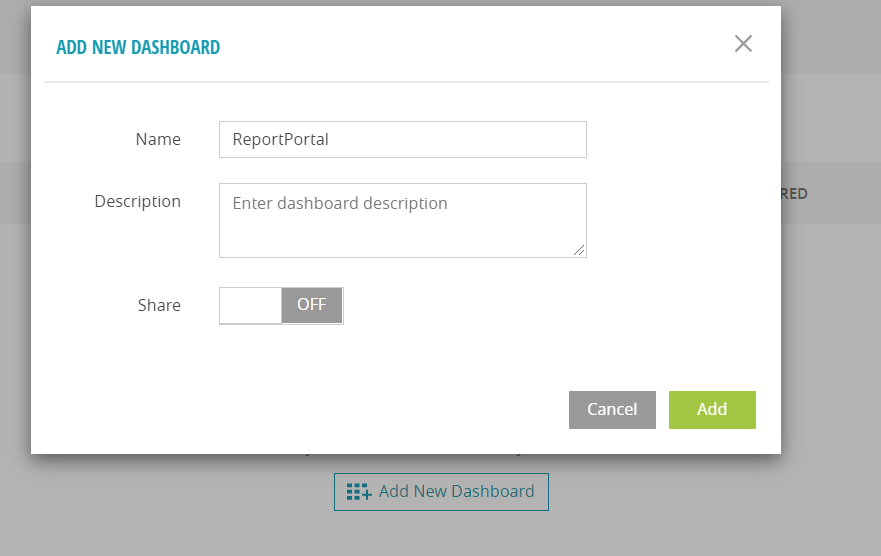 ADD NEW DASHBOARD
Name
ReportPortal
Description
Enter dashboard description
RED
Share
OFF
Cancel
Add
Add New Dashboard